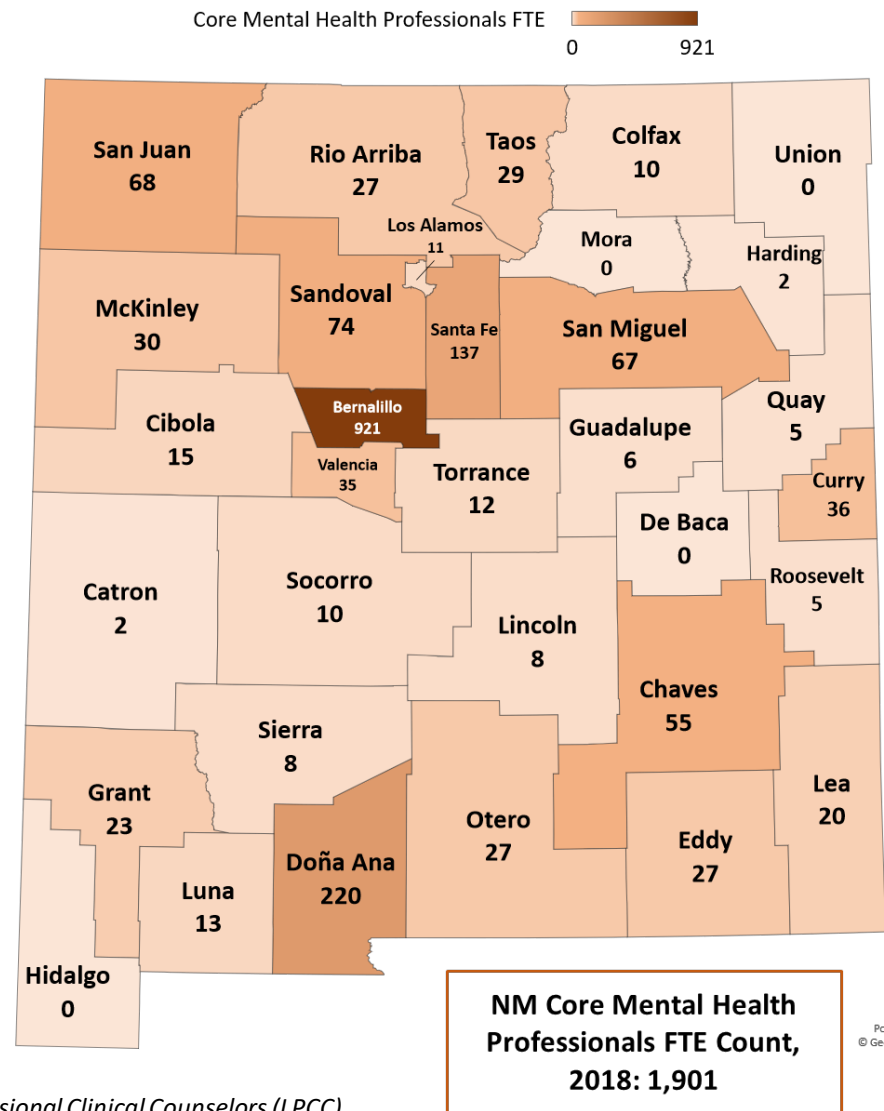 Core Mental Health Professionals FTE
0 921
San Juan
68
Rio Arriba
27
Taos
29
Colfax
10
Union
0
Los Alamos
11
Mora
0
Harding
2
McKinley
30
Sandoval
74
Santa Fe
137
San Miguel
67
Bernalillo
921
Cibola
15
Valencia
35
Torrance
12
Guadalupe
6
Quay
5
Curry
36
De Baca
0
Roosevelt
5
Catron
2
Socorro
10
Lincoln
8
Chaves
55
Sierra
8
Grant
23
Luna
13
Doña Ana
220
Otero
27
Eddy
27
Lea
20
Hidalgo
0
NM Core Mental Health
Professionals FTE Count,
2018: 1,901
Clinical Counselors (LPCC)